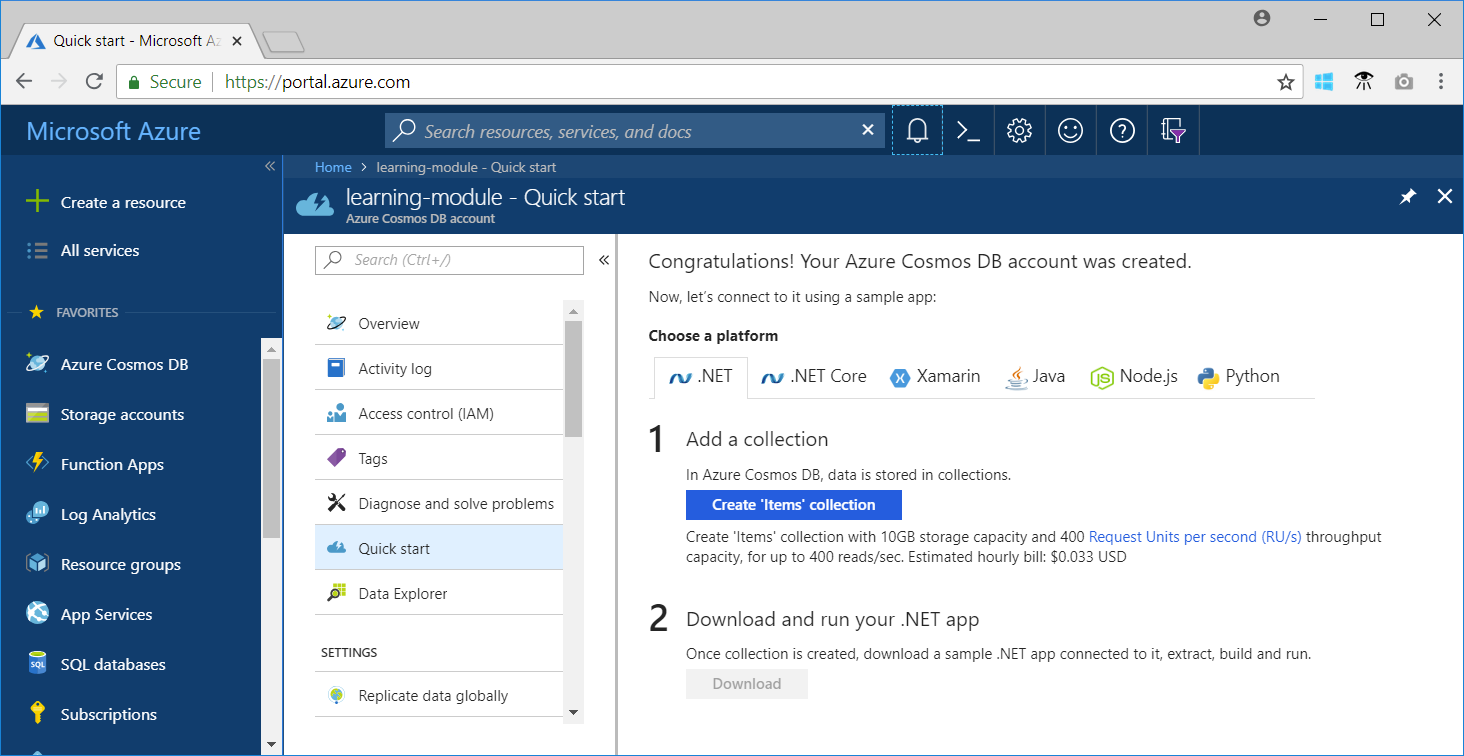 Quick start - Microsoft Az
Secure https://portal.azure.com
Microsoft Azure
Search resources, services, and docs
Home > learning-module - Quick start
learning-module - Quick start
Azure Cosmos DB account
Create a resource
All services
FAVORITES
Azure Cosmos DB
Storage accounts
Function Apps
Log Analytics
Resource groups
App Services
SQL databases
Subscriptions
Search (Ctrl+/)
Overview
Activity log
Access control (IAM)
Tags
Diagnose and solve problems
Quick start
Data Explorer
SETTINGS
Replicate data globally
Congratulations! Your Azure Cosmos DB account was created.
Now, let's connect to it using a sample app:
Choose a platform
.NET .NET Core Xamarin Java Node.js Python
1 Add a collection
In Azure Cosmos DB, data is stored in collections.
Create 'Items' collection
Create 'Items' collection with 10GB storage capacity and 400 Request Units per second (RU/s) throughput
capacity, for up to 400 reads/sec. Estimated hourly bill: $0.033 USD
2 Download and run your .NET app
Once collection is created, download a sample .NET app connected to it, extract, build and run.
Download